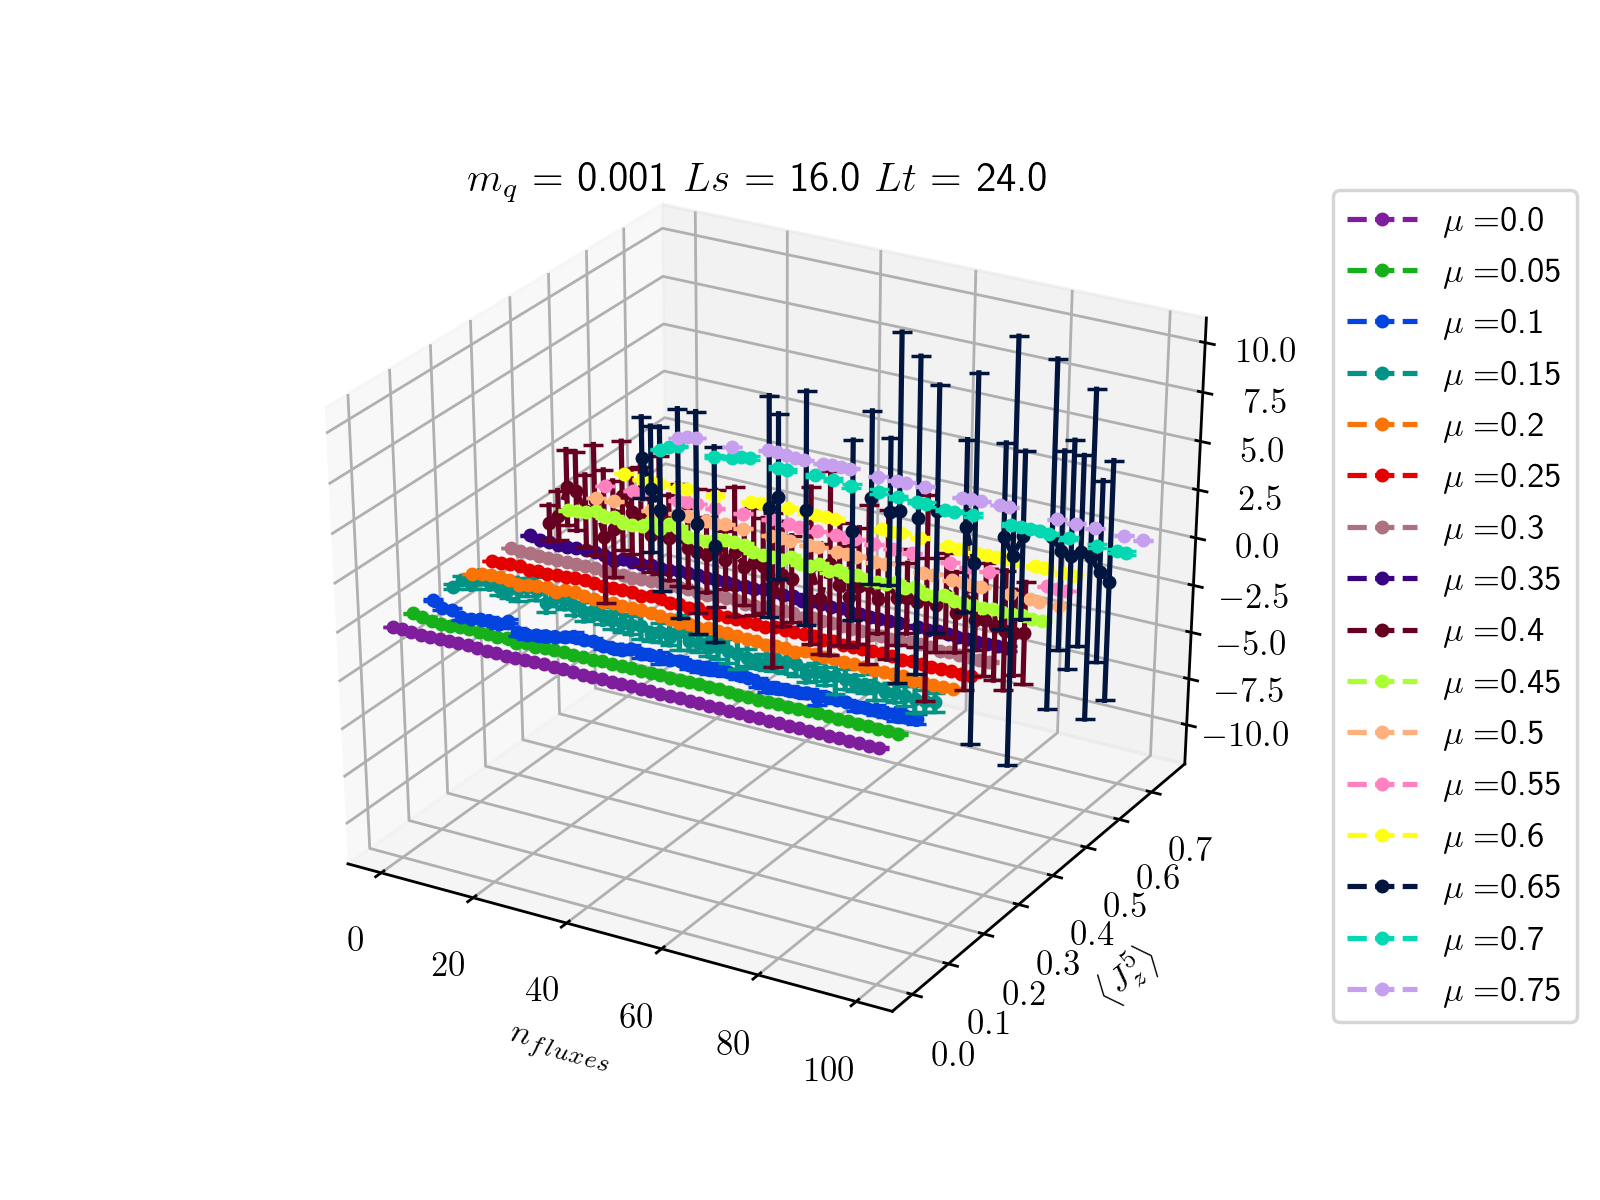 m_q = 0.001 Ls = 16.0 Lt = 24.0
μ =0.0
μ =0.05
μ =0.1
μ =0.15
μ =0.2
μ =0.25
μ =0.3
μ =0.35
μ =0.4
μ =0.45
μ =0.5
μ =0.55
μ =0.6
μ =0.65
μ =0.7
μ =0.75
10.0
7.5
5.0
2.5
0.0
−2.5
−5.0
−7.5
−10.0
0.7
0.6
0.5
0.4
0.3
0.2
0.1
0.0
⟨J_z^5⟩
0
20
40
60
80
100
n_{fluxes}